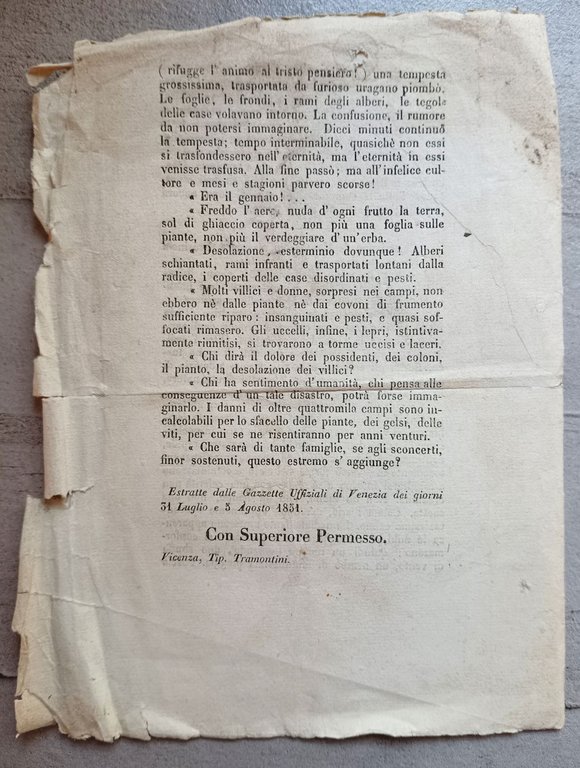 ( rifugge l' animo al tristo pensiero! ) una tempesta
grossissima, trasportata da furioso uragano piombò.
Le foglie, le frondi, i rami degli alberi, le tegole
delle case volavano intorno. La confusione, il rumore
da non potersi immaginare. Dieci minuti continuò
la tempesta; tempo interminabile, quasichè non essi
si trasfondessero nell'eternità, ma l'eternità in essi
venisse trasfusa. Alla fine passò; ma all'infelice cul-
tore e mesi e stagioni parvero scorse!
« Era il gennaio! . . .
« Freddo l' aere, nuda d' ogni frutto la terra,
sol di ghiaccio coperta, non più una foglia sulle
piante, non più il verdeggiare d'un'erba.
« Desolazione, esterminio dovunque! Alberi
schiantati, rami infranti e trasportati lontani dalla
radice, i coperti delle case disordinati e pesti.
« Molti villici e donne, sorpresi nei campi, non
ebbero nè dalle piante nè dai covoni di frumento
sufficiente riparo : insanguinati e pesti, e quasi sof-
focati rimasero. Gli uccelli, infine, i lepri, istintiva-
mente riunitisi, si trovarono a torme uccisi e laceri.
« Chi dirà il dolore dei possidenti, dei coloni,
il pianto, la desolazione dei villici?
« Chi ha sentimento d'umanità, chi pensa alle
conseguenze d'un tale disastro, potrà forse imma-
ginarlo. I danni di oltre quattromila campi sono in-
calcolabili per lo sfacello delle piante, dei gelsi, delle
viti, per cui se ne risentiranno per anni venturi.
« Che sarà di tante famiglie, se agli sconcerti,
finor sostenuti, questo estremo s' aggiunge?
Estratte dalle Gazzette Uffiziali di Venezia dei giorni
31 Luglio e 5 Agosto 1851.
Con Superiore Permesso.
Vicenza, Tip. Tramontini.